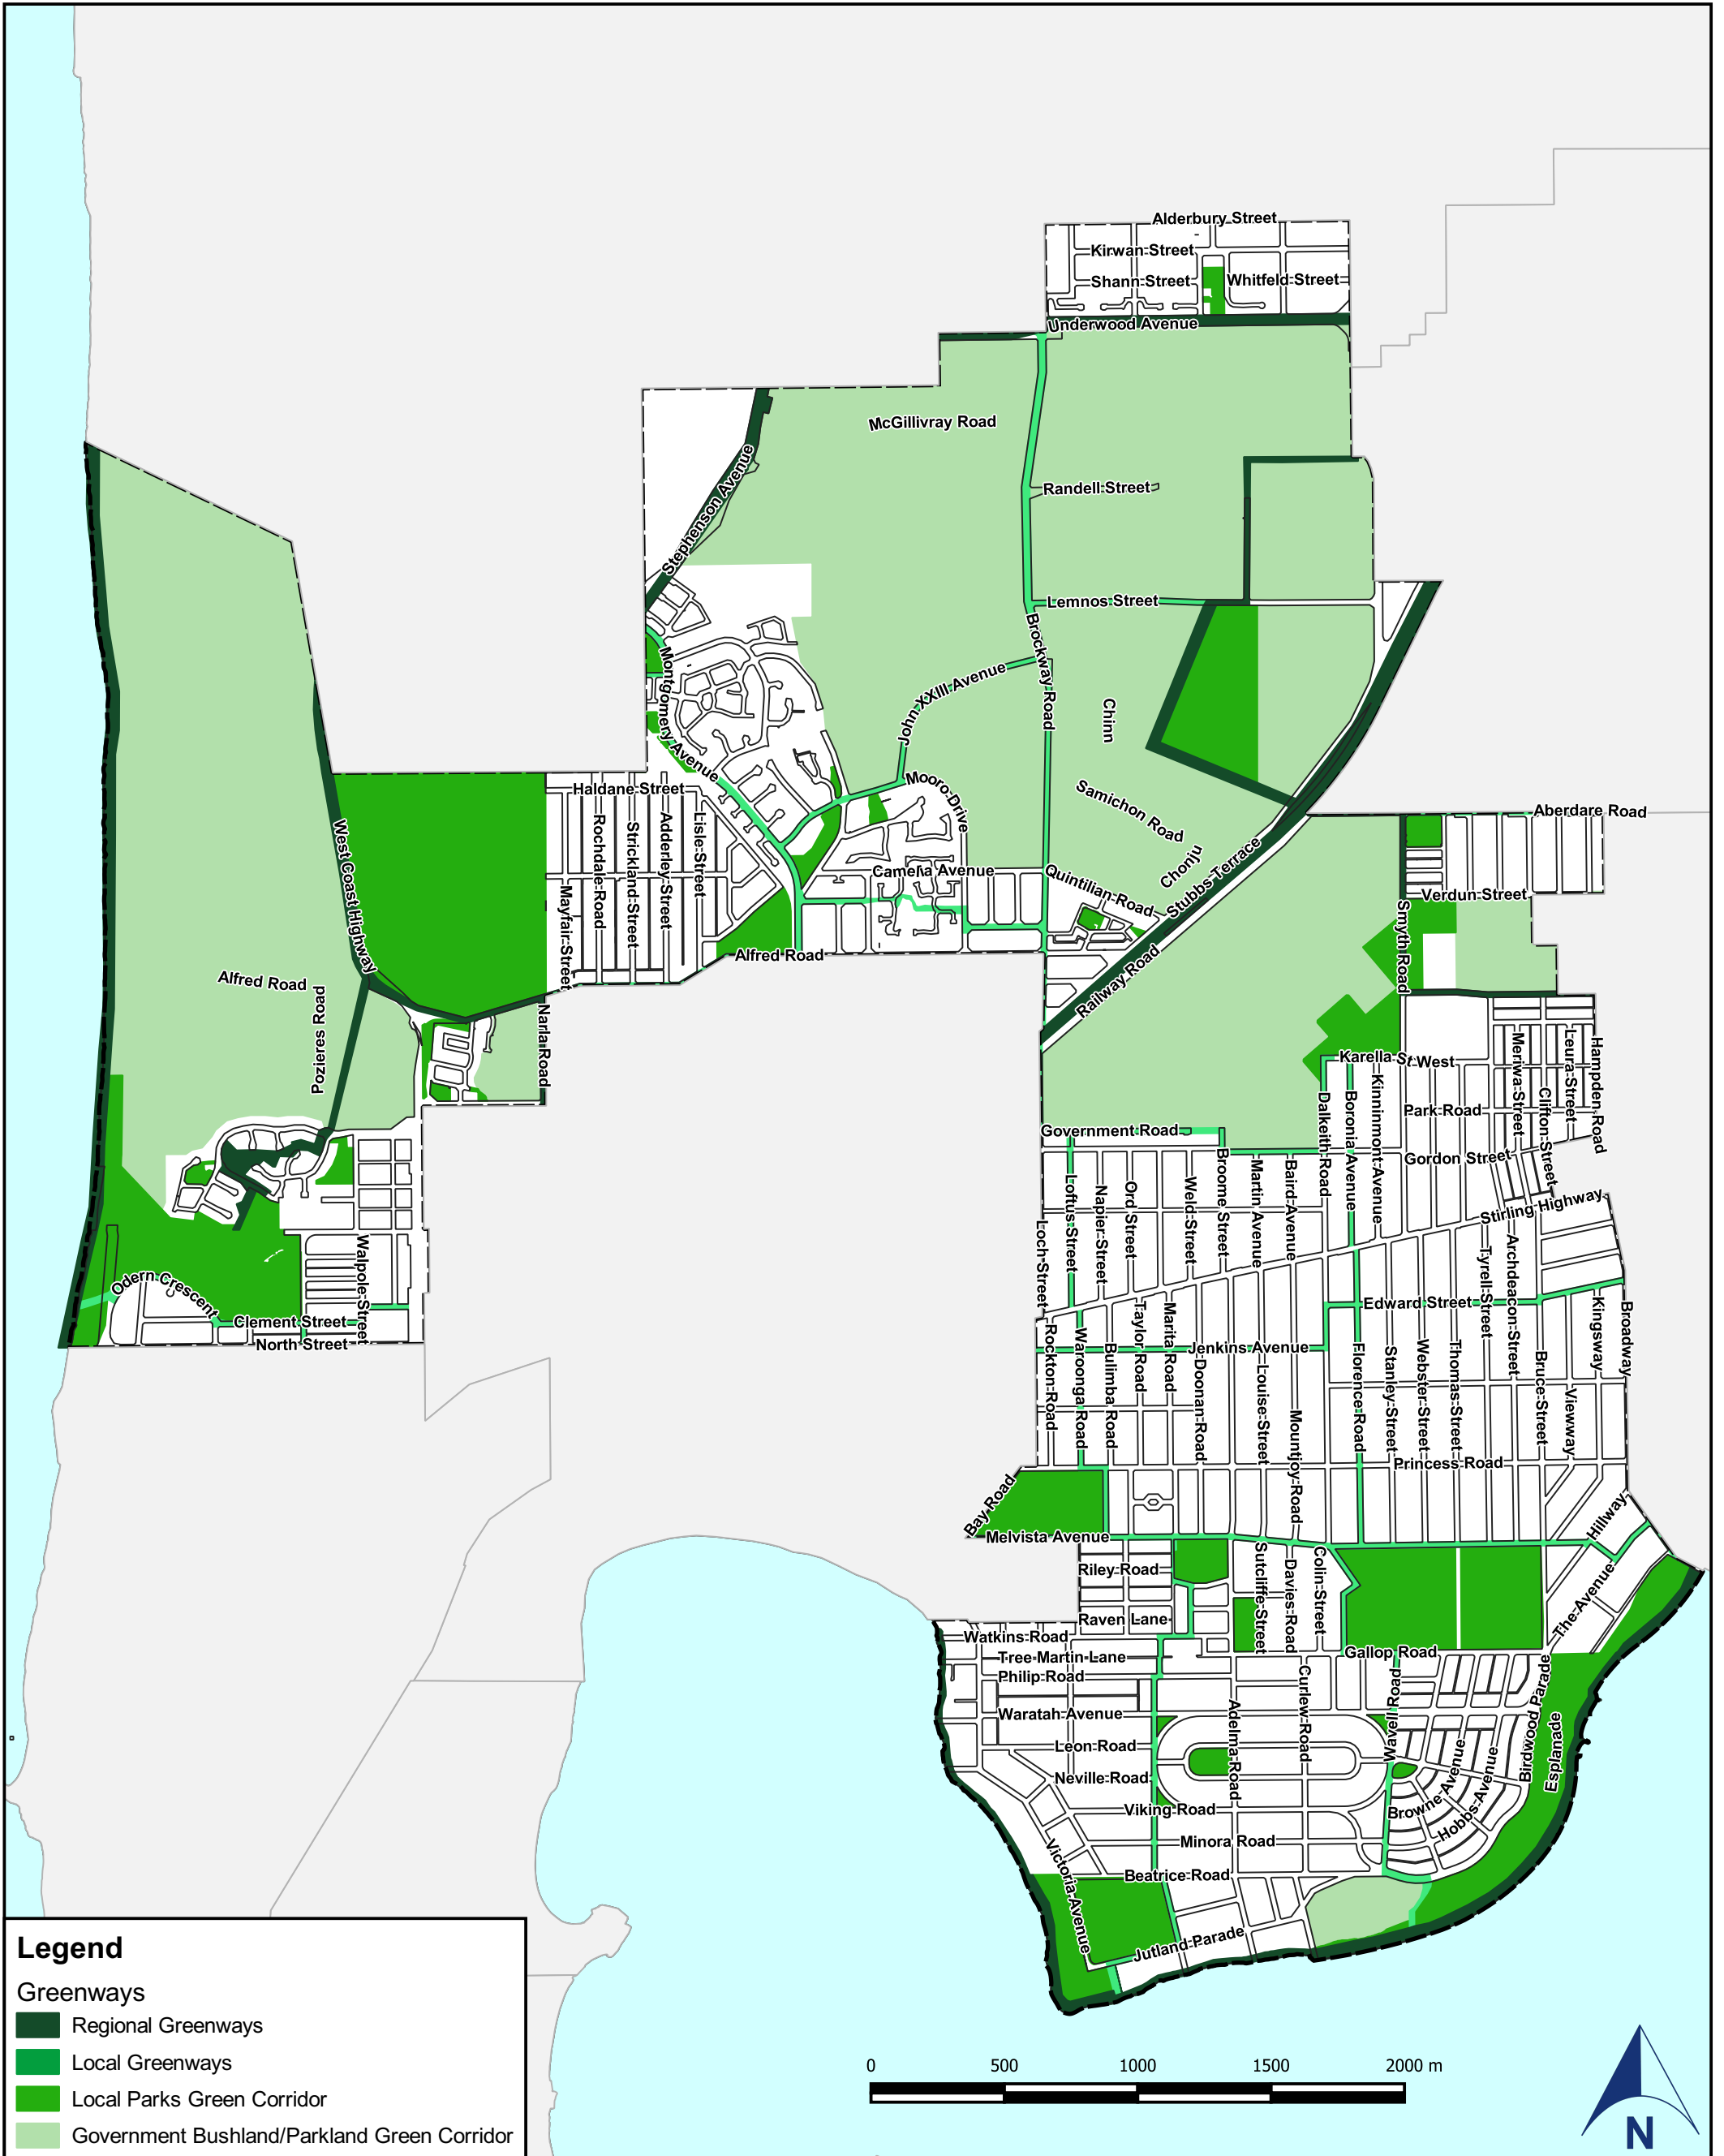 Alderbury Street
Kirwan Street
Shann Street
Whitfeld Street
Underwood Avenue
McGillivray Road
Stephenson Avenue
Randell Street
Lemnos Street
Brockway Road
Montgomery Avenue
John XXIII Avenue
Chinn
Haldane Street
Mooro Drive
Samichon Road
Aberdare Road
West Coast Highway
Rochdale Road
Strickland Street
Adderley Street
Lisle Street
Mayfair Street
Camelia Avenue
Quintilian Road
Chonju
Stubbs Terrace
Verdun Street
Smyth Road
Alfred Road
Alfred Road
Pozieres Road
Railway Road
Narla Road
Karella St West
Meriwa Street
Leura Street
Hampden Road
Clifton Street
Park Road
Dalkeith Road
Boronia Avenue
Kinninmont Avenue
Government Road
Gordon Street
Loftus Street
Napier Street
Ord Street
Weld Street
Broome Street
Martin Avenue
Baird Avenue
Stirling Highway
Loch Street
Walpole Street
Odern Crescent
Clement Street
North Street
Tyrell Street
Archdeacon Street
Edward Street
Kingsway
Broadway
Rockton Road
Waroonga Road
Bulimba Road
Taylor Road
Marita Road
Doonan Road
Jenkins Avenue
Louise Street
Mountjoy Road
Florence Road
Stanley Street
Webster Street
Thomas Street
Bruce Street
Viewway
Princess Road
Bay Road
Melvista Avenue
Hillway
Riley Road
Sutcliffe Street
Davies Road
Colin Street
The Avenue
Raven Lane
Watkins Road
Tree Martin Lane
Philip Road
Gallop Road
Waratah Avenue
Adelma Road
Curlew Road
Wavell Road
Birdwood Parade
Esplanade
Leon Road
Neville Road
Viking Road
Browne Avenue
Hobbs Avenue
Minora Road
Victoria Avenue
Beatrice Road
Jutland Parade
Legend
Greenways
Regional Greenways
Local Greenways
Local Parks Green Corridor
Government Bushland/Parkland Green Corridor
0 500 1000 1500 2000 m
N